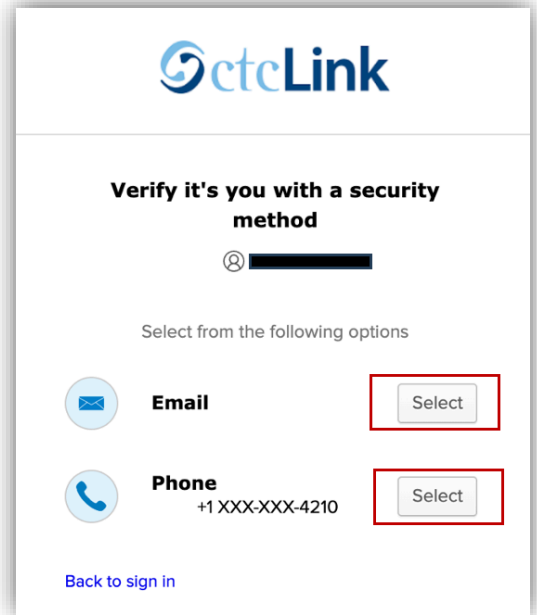 ctcLink
Verify it's you with a security
method
Select from the following options
Email
Select
Phone
+1 XXX-XXX-4210
Select
Back to sign in